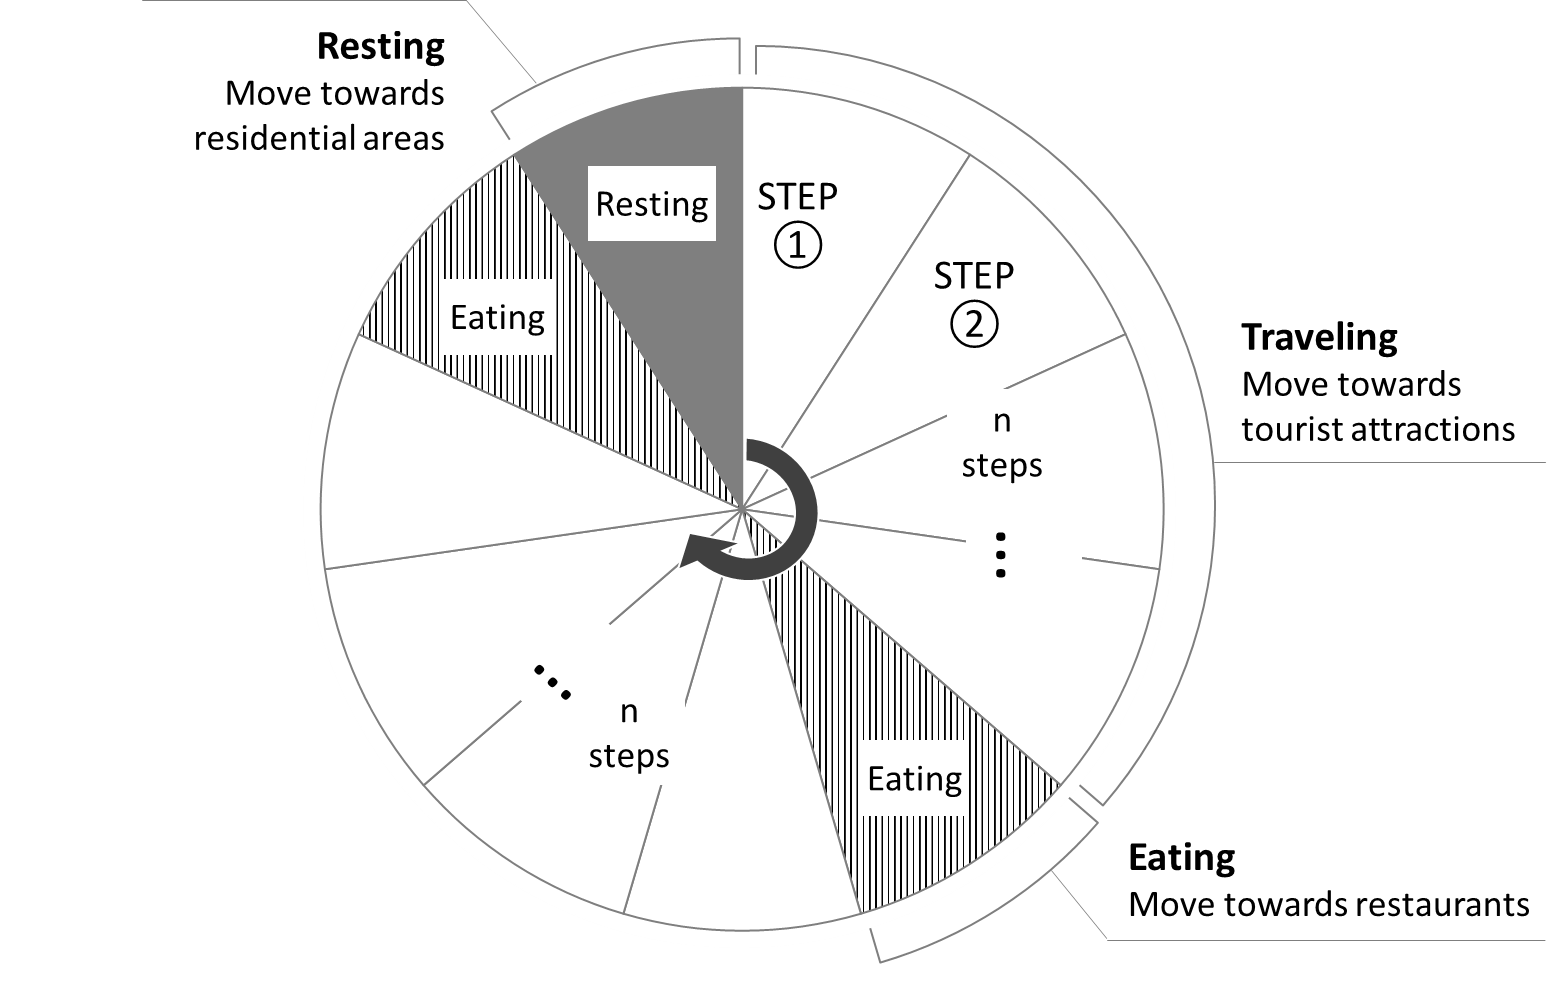 Resting
Move towards
residential areas
Resting
STEP
①
STEP
②
Eating
Traveling
Move towards
tourist attractions
n
steps
⋮
⋱
n
steps
Eating
Eating
Move towards restaurants